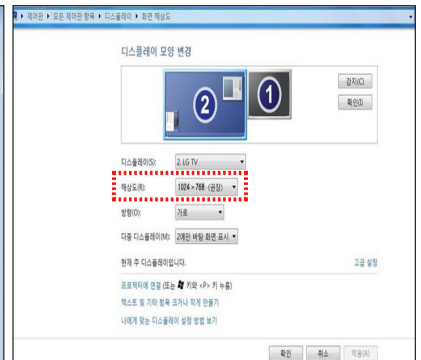 ▸ 제어판 ▸ 모든 제어판 항목 ▸ 디스플레이 ▸ 화면 해상도
디스플레이 모양 변경
2 1
감지(C)
확인(I)
디스플레이(S): 2. LG TV
해상도(R): 1024 × 768 (권장)
방향(O): 가로
다중 디스플레이(M): 2에만 바탕 화면 표시
현재 주 디스플레이입니다. 고급 설정
프로젝터에 연결 (또는 키와 <P> 키 누름)
텍스트 및 기타 항목 크거나 작게 만들기
나에게 맞는 디스플레이 설정 방법 보기
확인 취소 적용(A)